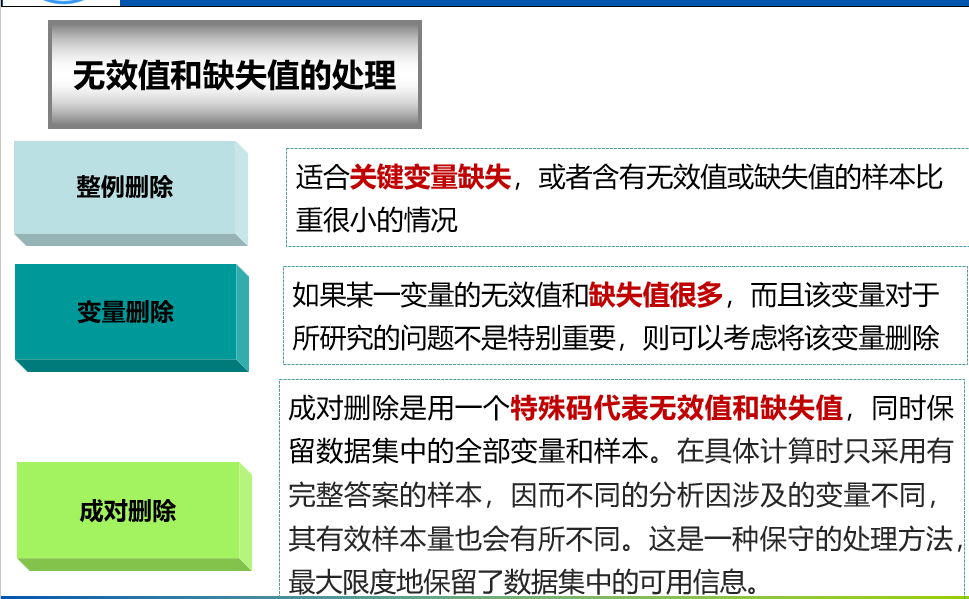 无效值和缺失值的处理
整例删除
适合关键变量缺失，或者含有无效值或缺失值的样本比
重很小的情况
变量删除
如果某一变量的无效值和缺失值很多，而且该变量对于
所研究的问题不是特别重要，则可以考虑将该变量删除
成对删除
成对删除是用一个特殊码代表无效值和缺失值，同时保
留数据集中的全部变量和样本。在具体计算时只采用有
完整答案的样本，因而不同的分析因涉及的变量不同，
其有效样本量也会有所不同。这是一种保守的处理方法，
最大限度地保留了数据集中的可用信息。